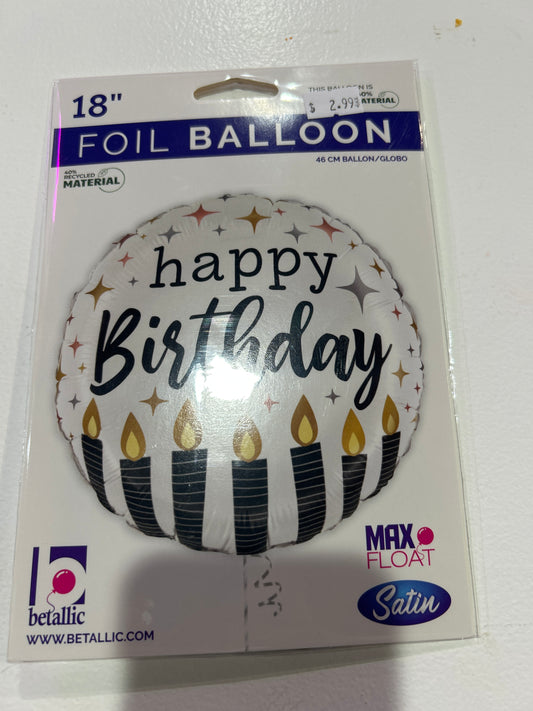 18"
THIS BALLOON IS
$ 2.99
40%
MATERIAL
FOIL BALLOON
46 CM BALLON/GLOBO
40%
RECYCLED
MATERIAL
happy
Birthday
MAX
FLOAT
b
betallic
Satin
WWW.BETALLIC.COM